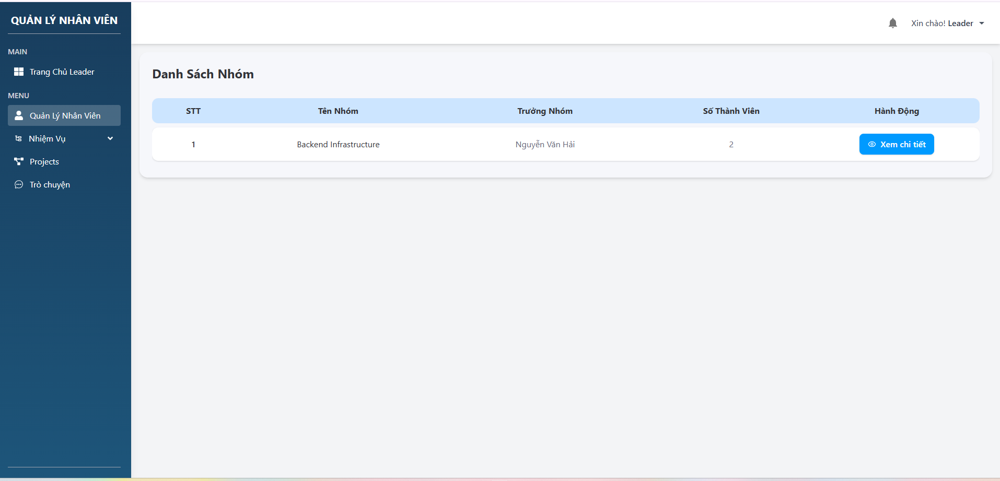 QUẢN LÝ NHÂN VIÊN
Xin chào! Leader
MAIN
Trang Chủ Leader
MENU
Quản Lý Nhân Viên
Nhiệm Vụ
Projects
Trò chuyện
Danh Sách Nhóm
STT Tên Nhóm Trưởng Nhóm Số Thành Viên Hành Động
1 Backend Infrastructure Nguyễn Văn Hải 2 Xem chi tiết